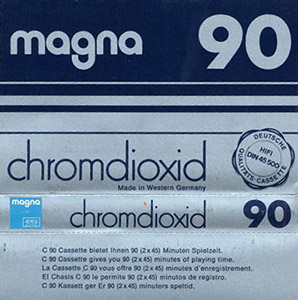 magna 90
chromdioxid
Made in Western Germany
DEUTSCHE
HIFI
DIN 45 500
QUALITÄTS-CASSETTE
magna chromdioxid 90
C 90 Cassette bietet Ihnen 90 (2 x 45) Minuten Spielzeit.
C 90 Cassette gives you 90 (2 x 45) minutes of playing time.
La Cassette C 90 vous offre 90 (2 x 45) minutes d'enregistrement.
El Chasis C 90 le permite 90 (2 x 45) minutos de registro.
C 90 Kassett ger Er 90 (2 x 45) minuters speltid.